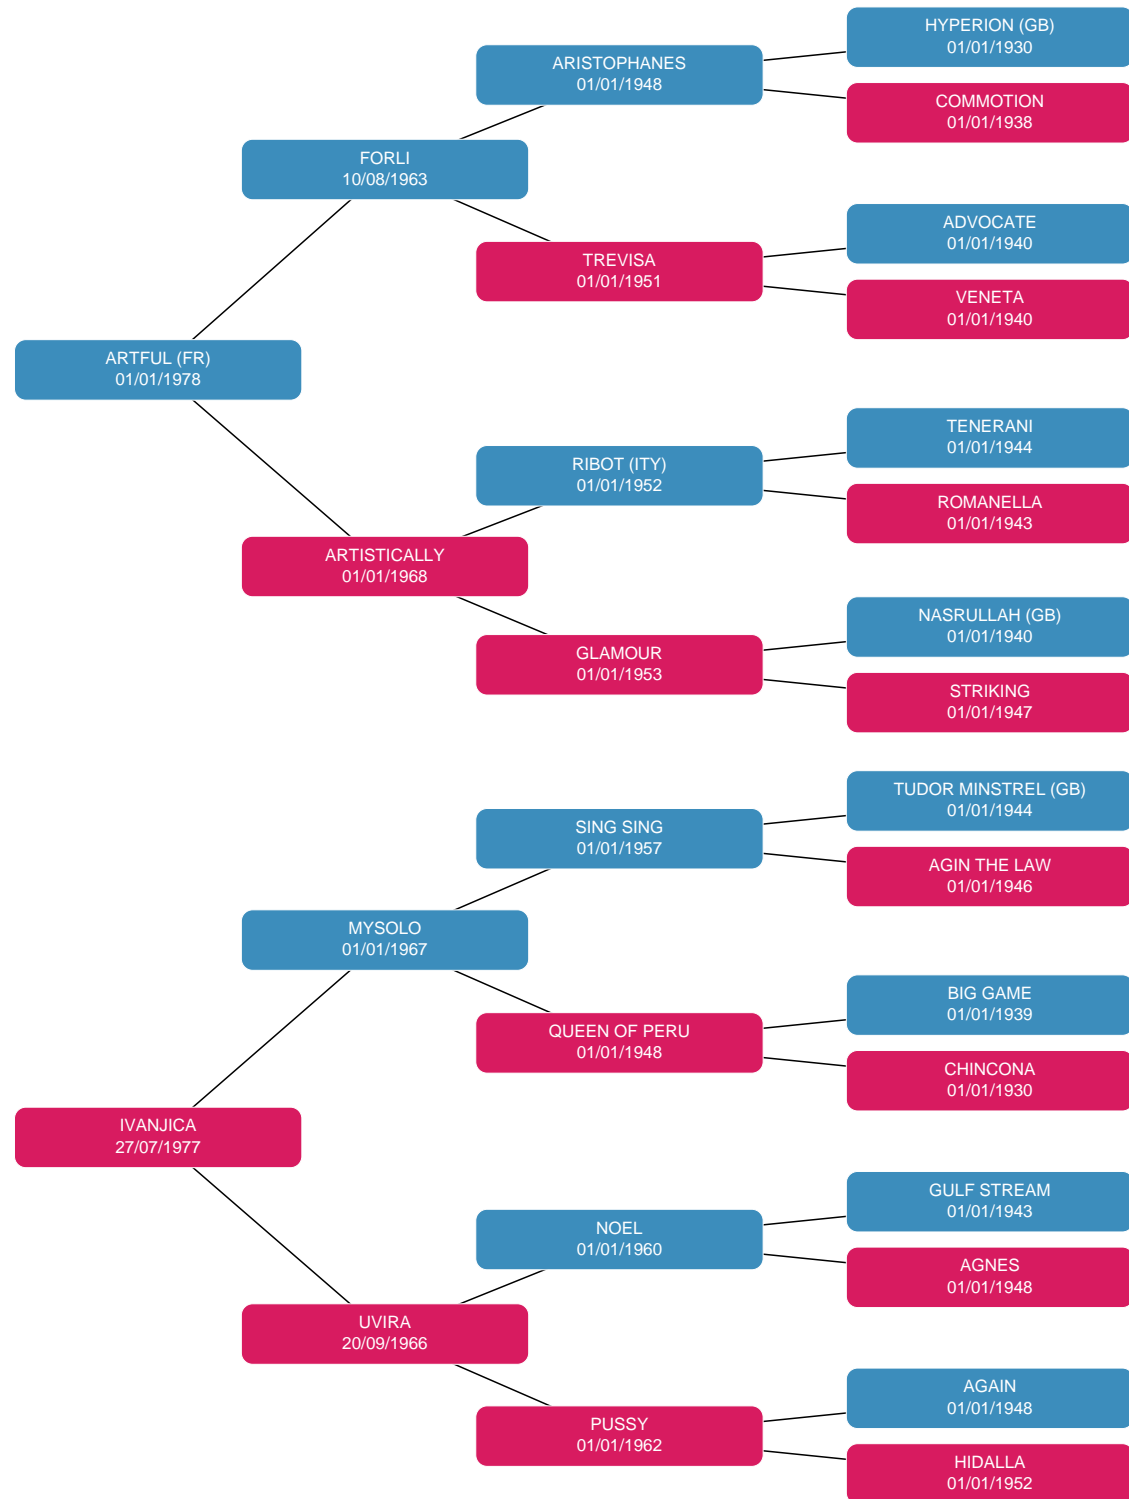 HYPERION (GB)
01/01/1930
ARISTOPHANES
01/01/1948
COMMOTION
01/01/1938
FORLI
10/08/1963
ADVOCATE
01/01/1940
TREVISA
01/01/1951
VENETA
01/01/1940
ARTFUL (FR)
01/01/1978
TENERANI
01/01/1944
RIBOT (ITY)
01/01/1952
ROMANELLA
01/01/1943
ARTISTICALLY
01/01/1968
NASRULLAH (GB)
01/01/1940
GLAMOUR
01/01/1953
STRIKING
01/01/1947
TUDOR MINSTREL (GB)
01/01/1944
SING SING
01/01/1957
AGIN THE LAW
01/01/1946
MYSOLO
01/01/1967
BIG GAME
01/01/1939
QUEEN OF PERU
01/01/1948
CHINCONA
01/01/1930
IVANJICA
27/07/1977
GULF STREAM
01/01/1943
NOEL
01/01/1960
AGNES
01/01/1948
UVIRA
20/09/1966
AGAIN
01/01/1948
PUSSY
01/01/1962
HIDALLA
01/01/1952